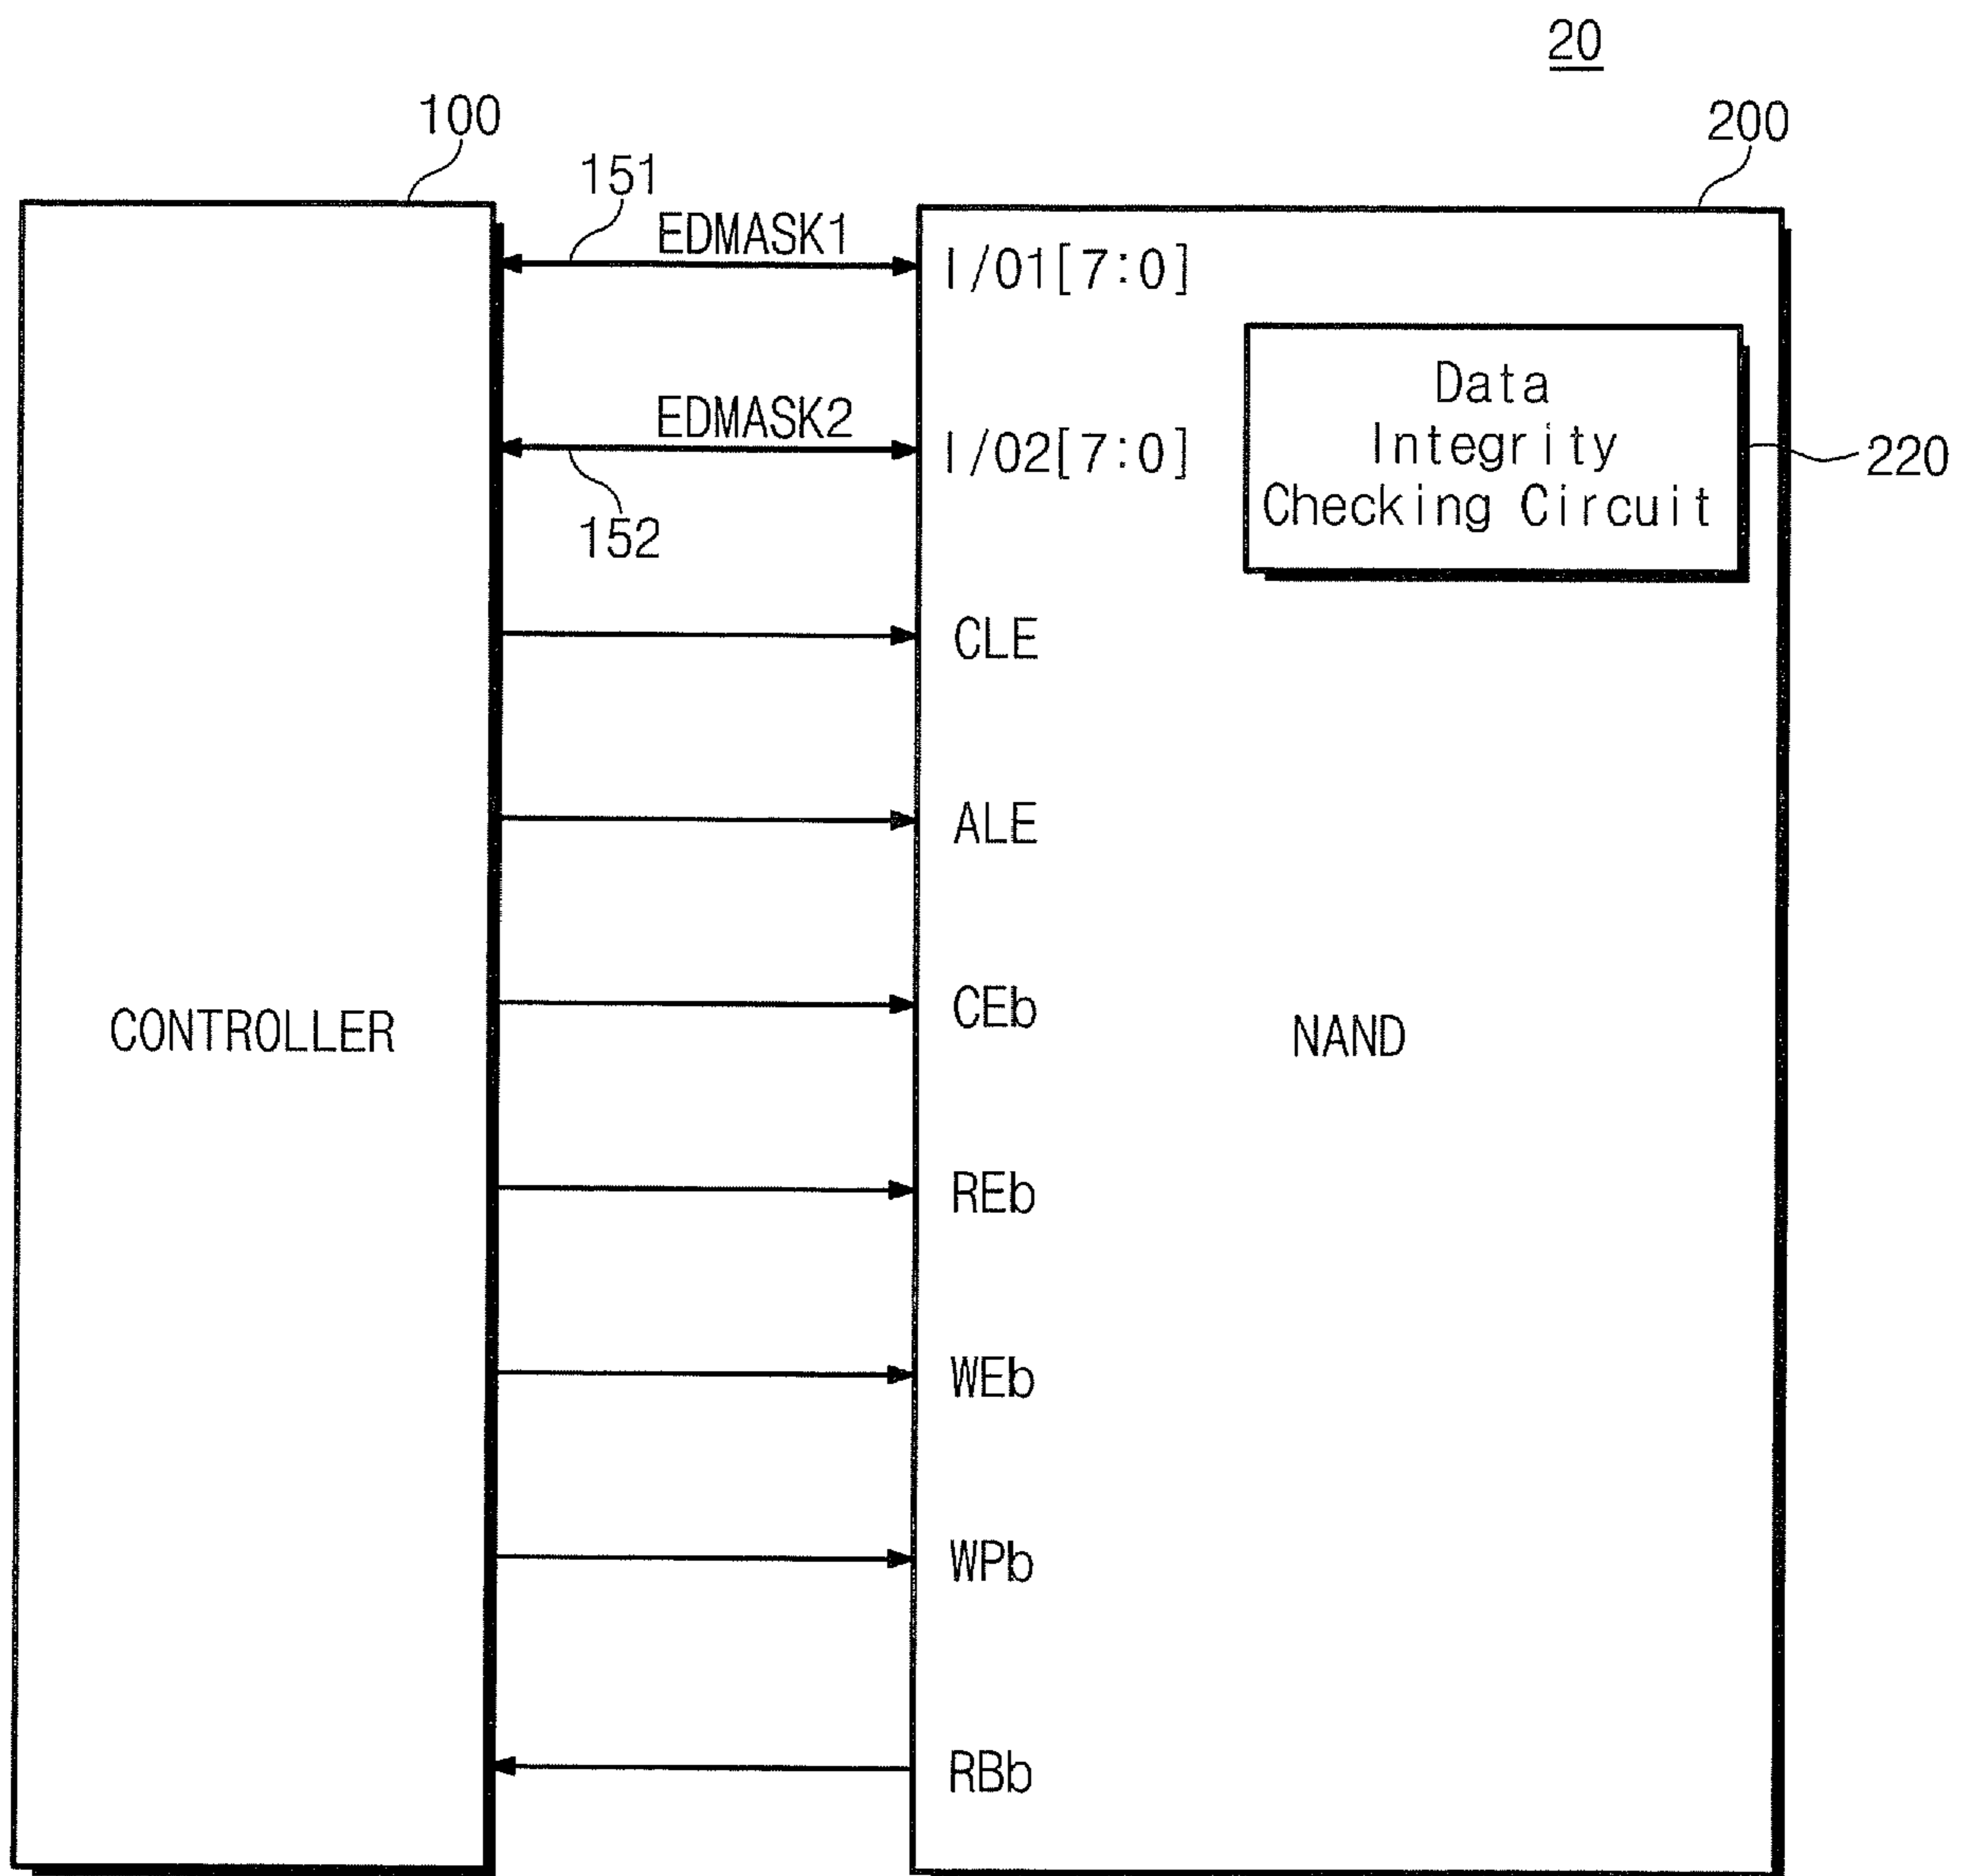 20
100
200
151
EDMASK1
I/O1[7:0]
Data
Integrity
Checking Circuit
220
EDMASK2
I/O2[7:0]
152
CLE
ALE
CEb
CONTROLLER
NAND
REb
WEb
WPb
RBb